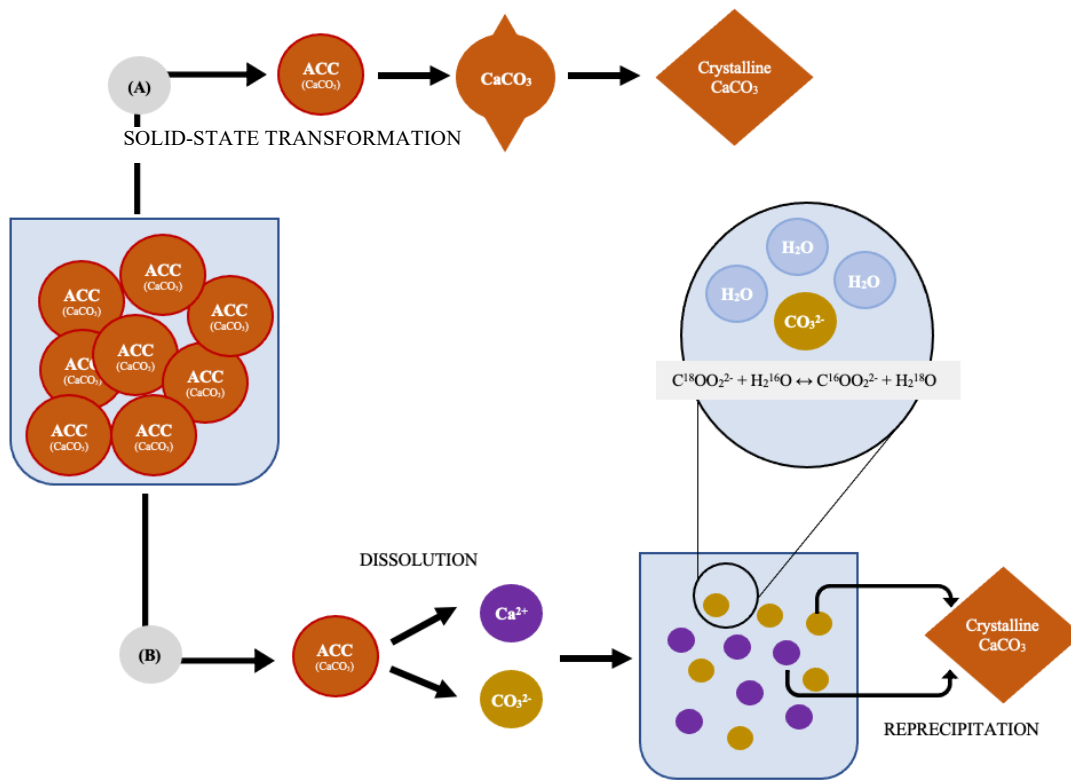 (A)
ACC
(CaCO₃)
CaCO₃
Crystalline
CaCO₃
SOLID-STATE TRANSFORMATION
ACC
(CaCO₃)
ACC
(CaCO₃)
ACC
(CaCO₃)
ACC
(CaCO₃)
ACC
ACC
(CaCO₃)
ACC
(CaCO₃)
ACC
(CaCO₃)
H₂O
H₂O
H₂O
CO₃²⁻
C¹⁸OO₂²⁻ + H₂¹⁶O ↔ C¹⁶OO₂²⁻ + H₂¹⁸O
(B)
ACC
(CaCO₃)
DISSOLUTION
Ca²⁺
CO₃²⁻
Crystalline
CaCO₃
REPRECIPITATION